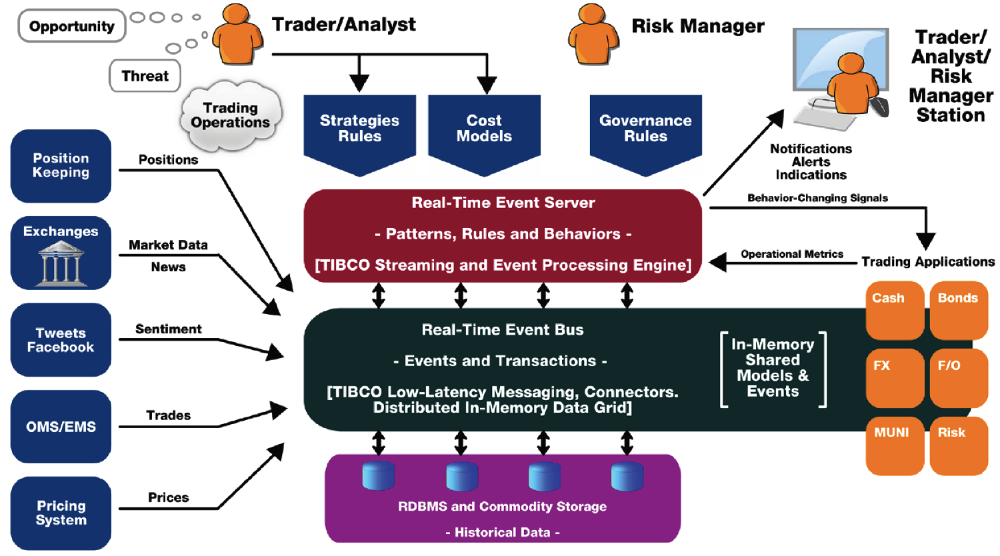 Opportunity
Threat
Trader/Analyst
Risk Manager
Trader/
Analyst/
Risk
Manager
Station
Trading
Operations
Strategies
Rules
Cost
Models
Governance
Rules
Notifications
Alerts
Indications
Position
Keeping
Positions
Exchanges
Market Data
News
Tweets
Facebook
Sentiment
OMS/EMS
Trades
Pricing
System
Prices
Real-Time Event Server
- Patterns, Rules and Behaviors -
[TIBCO Streaming and Event Processing Engine]
Behavior-Changing Signals
Operational Metrics
Trading Applications
Real-Time Event Bus
- Events and Transactions -
[TIBCO Low-Latency Messaging, Connectors.
Distributed In-Memory Data Grid]
In-Memory
Shared
Models &
Events
Cash
Bonds
FX
F/O
MUNI
Risk
RDBMS and Commodity Storage
- Historical Data -